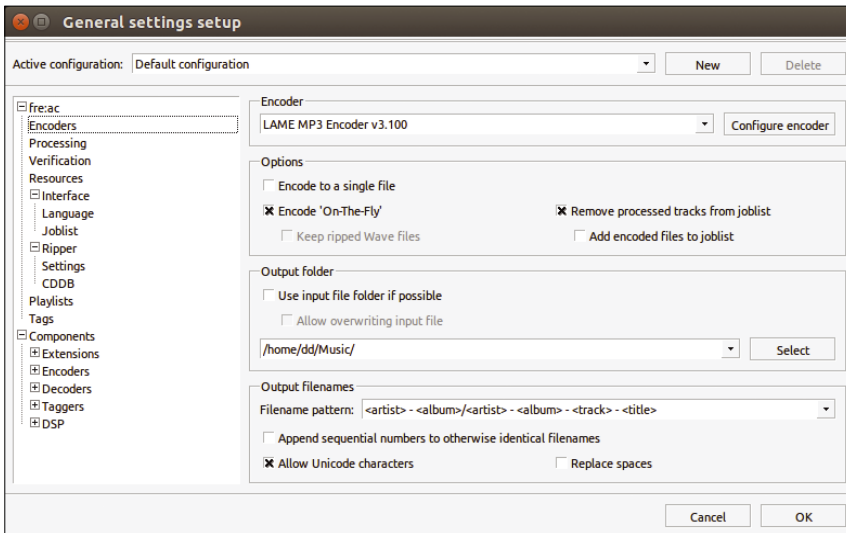 General settings setup
Active configuration: Default configuration New Delete
fre:ac
Encoders
Processing
Verification
Resources
Interface
Language
Joblist
Ripper
Settings
CDDB
Playlists
Tags
Components
Extensions
Encoders
Decoders
Taggers
DSP
Encoder
LAME MP3 Encoder v3.100 Configure encoder
Options
Encode to a single file
Encode 'On-The-Fly' Remove processed tracks from joblist
Keep ripped Wave files Add encoded files to joblist
Output folder
Use input file folder if possible
Allow overwriting input file
/home/dd/Music/ Select
Output filenames
Filename pattern: <artist> - <album>/<artist> - <album> - <track> - <title>
Append sequential numbers to otherwise identical filenames
Allow Unicode characters Replace spaces
Cancel OK